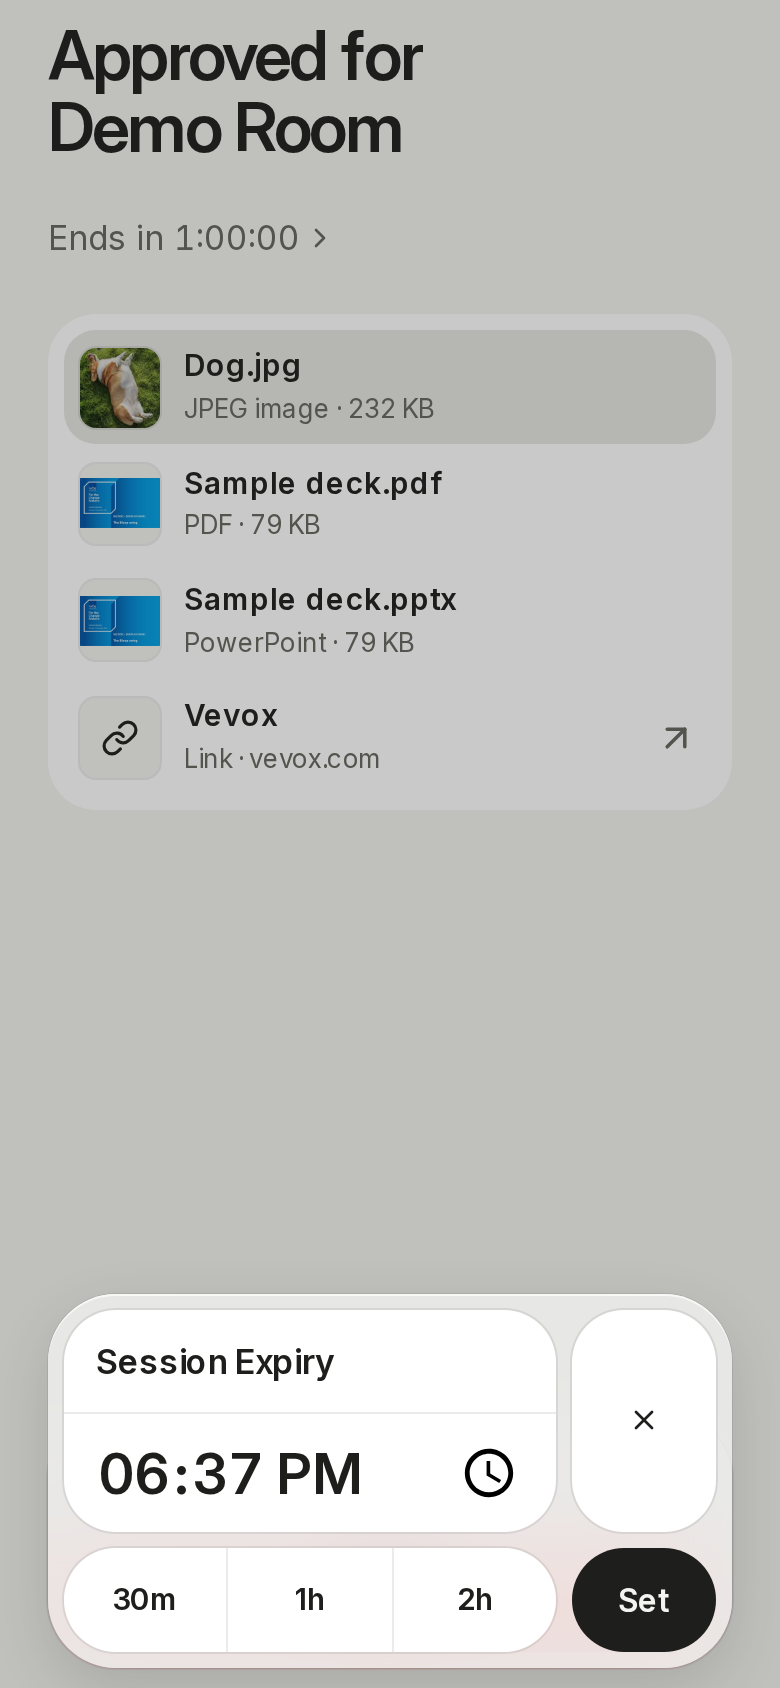 Approved for
Demo Room
Ends in 1:00:00
Dog.jpg
JPEG image · 232 KB
Sample deck.pdf
PDF · 79 KB
Sample deck.pptx
PowerPoint · 79 KB
Vevox
Link · vevox.com
Session Expiry
06:37 PM
30m
1h
2h
Set